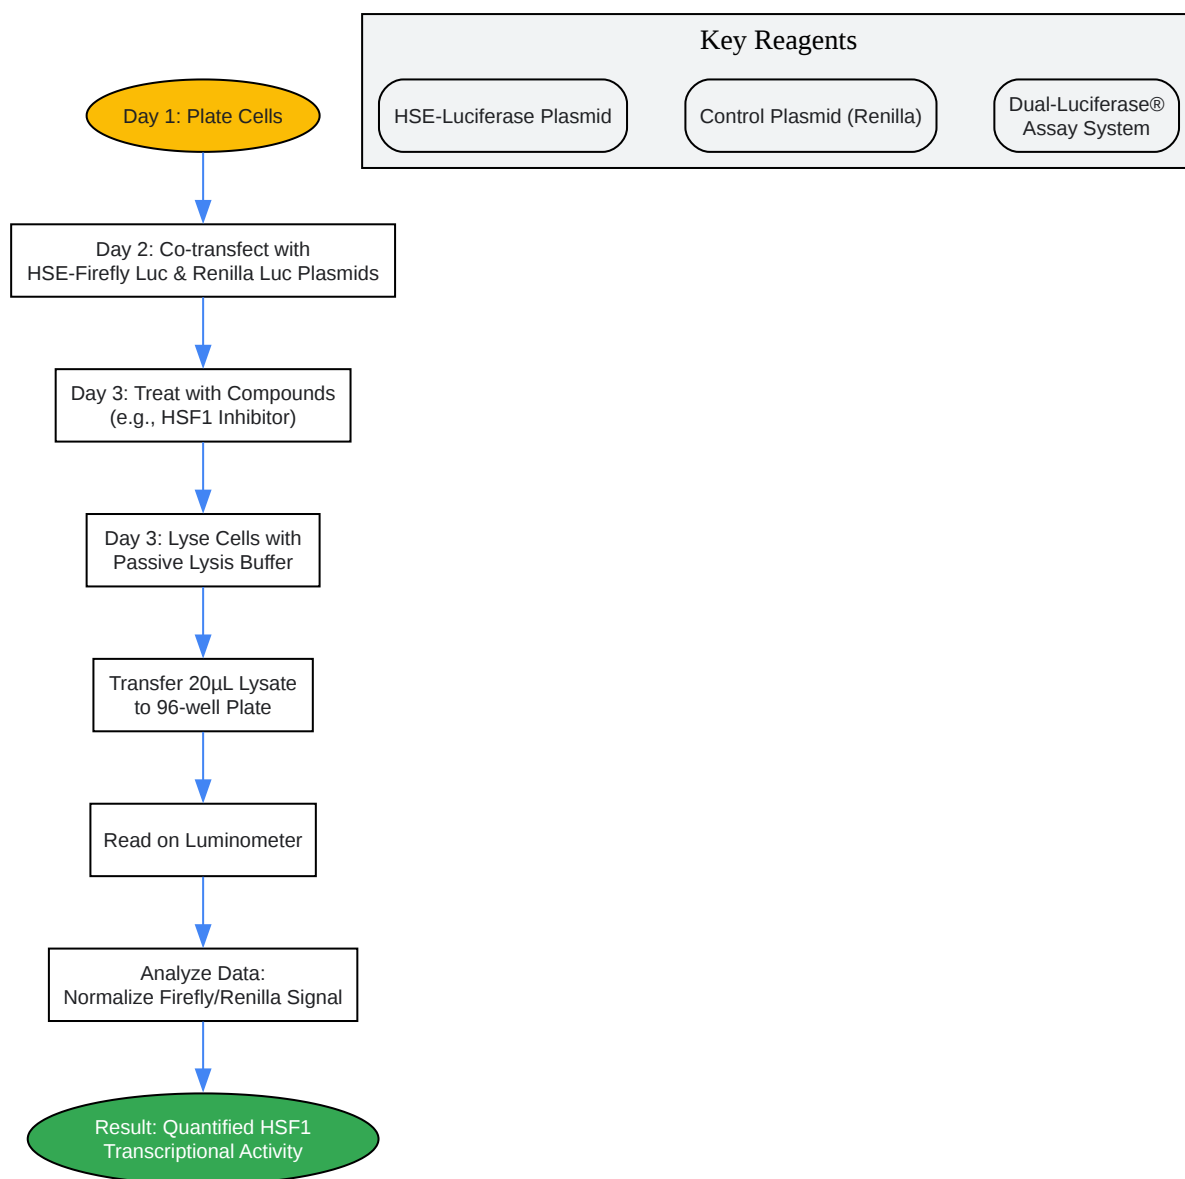 Key Reagents
HSE-Luciferase Plasmid
Control Plasmid (Renilla)
Dual-Luciferase®
Assay System
Day 1: Plate Cells
Day 2: Co-transfect with
HSE-Firefly Luc & Renilla Luc Plasmids
Day 3: Treat with Compounds
(e.g., HSF1 Inhibitor)
Day 3: Lyse Cells with
Passive Lysis Buffer
Transfer 20µL Lysate
to 96-well Plate
Read on Luminometer
Analyze Data:
Normalize Firefly/Renilla Signal
Result: Quantified HSF1
Transcriptional Activity